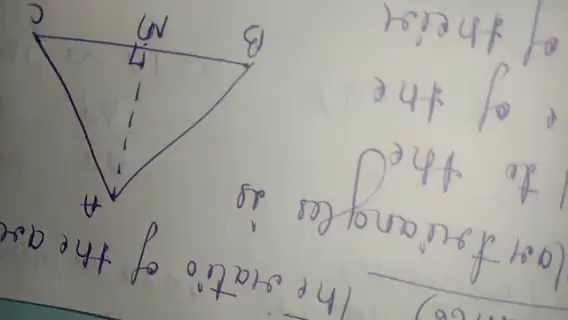 The ratio of the are
lar triangles is
to the
of the
of their
A
B
M
C